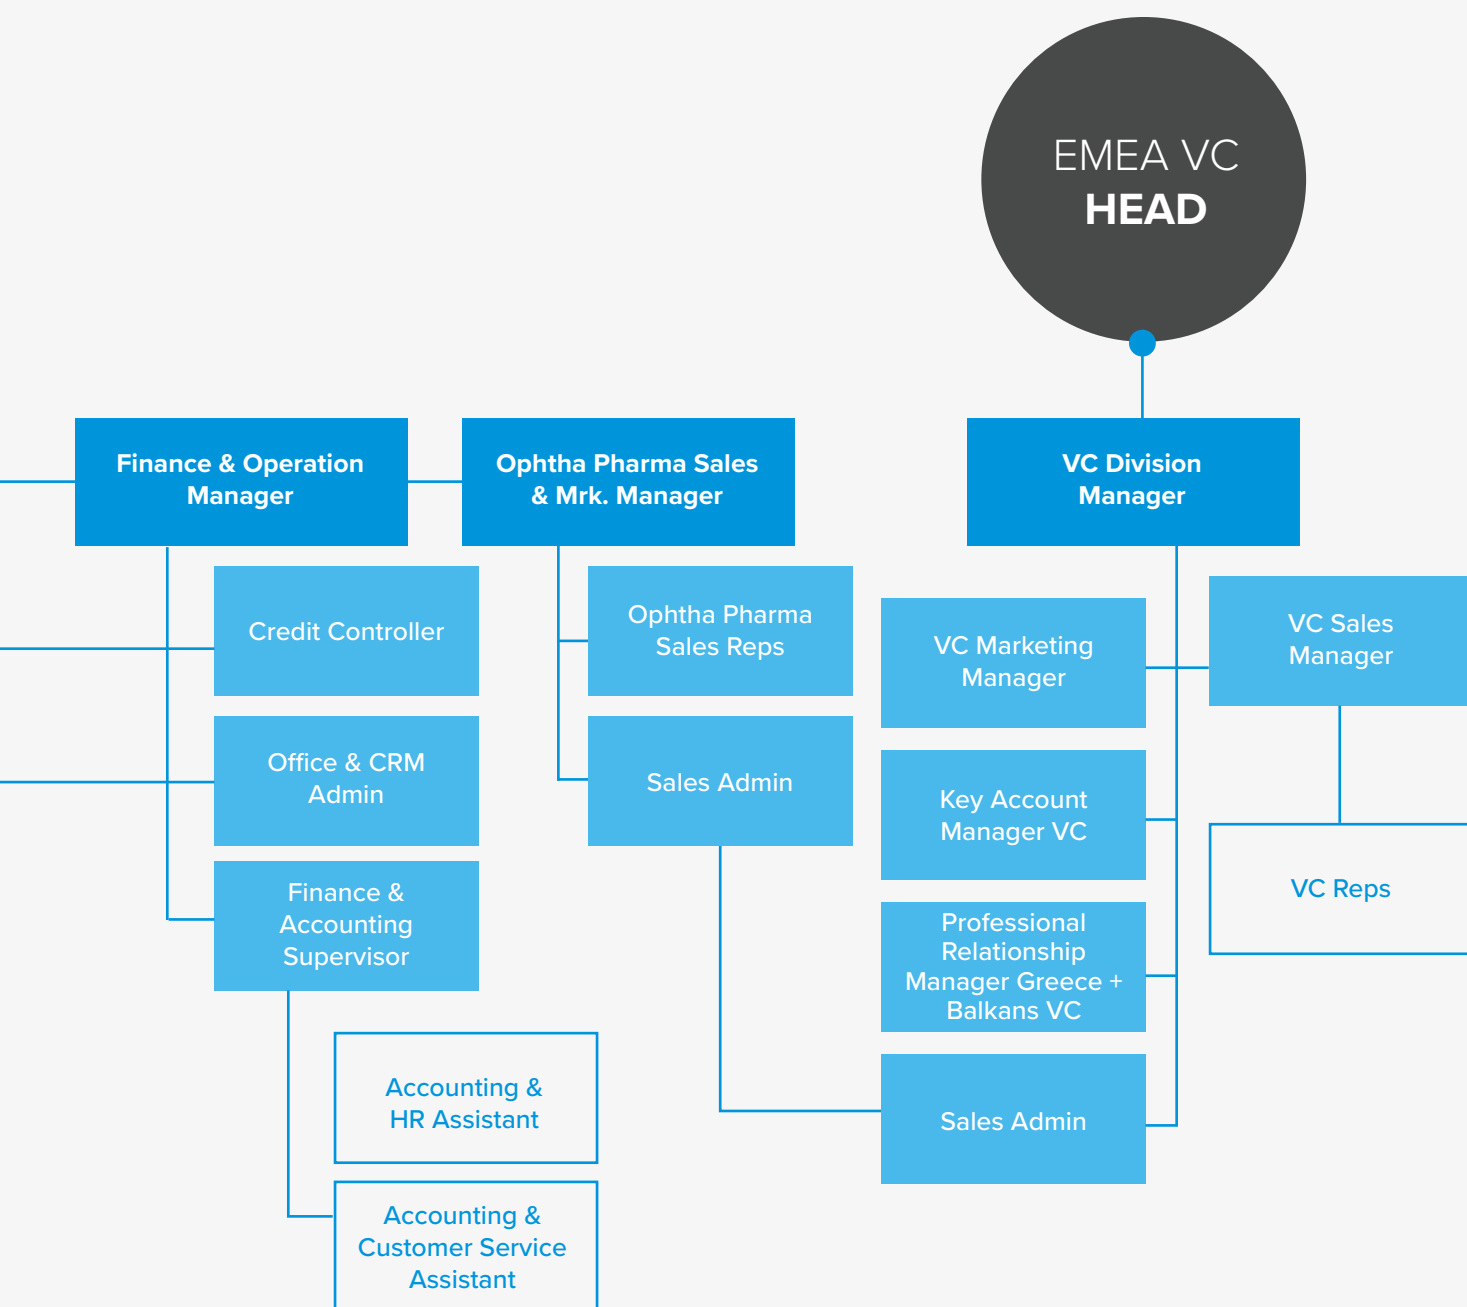 EMEA VC
HEAD
Finance & Operation
Manager
Ophtha Pharma Sales
& Mrk. Manager
VC Division
Manager
Credit Controller
Office & CRM
Admin
Finance &
Accounting
Supervisor
Accounting &
HR Assistant
Accounting &
Customer Service
Assistant
Ophtha Pharma
Sales Reps
Sales Admin
VC Marketing
Manager
Key Account
Manager VC
Professional
Relationship
Manager Greece +
Balkans VC
Sales Admin
VC Sales
Manager
VC Reps